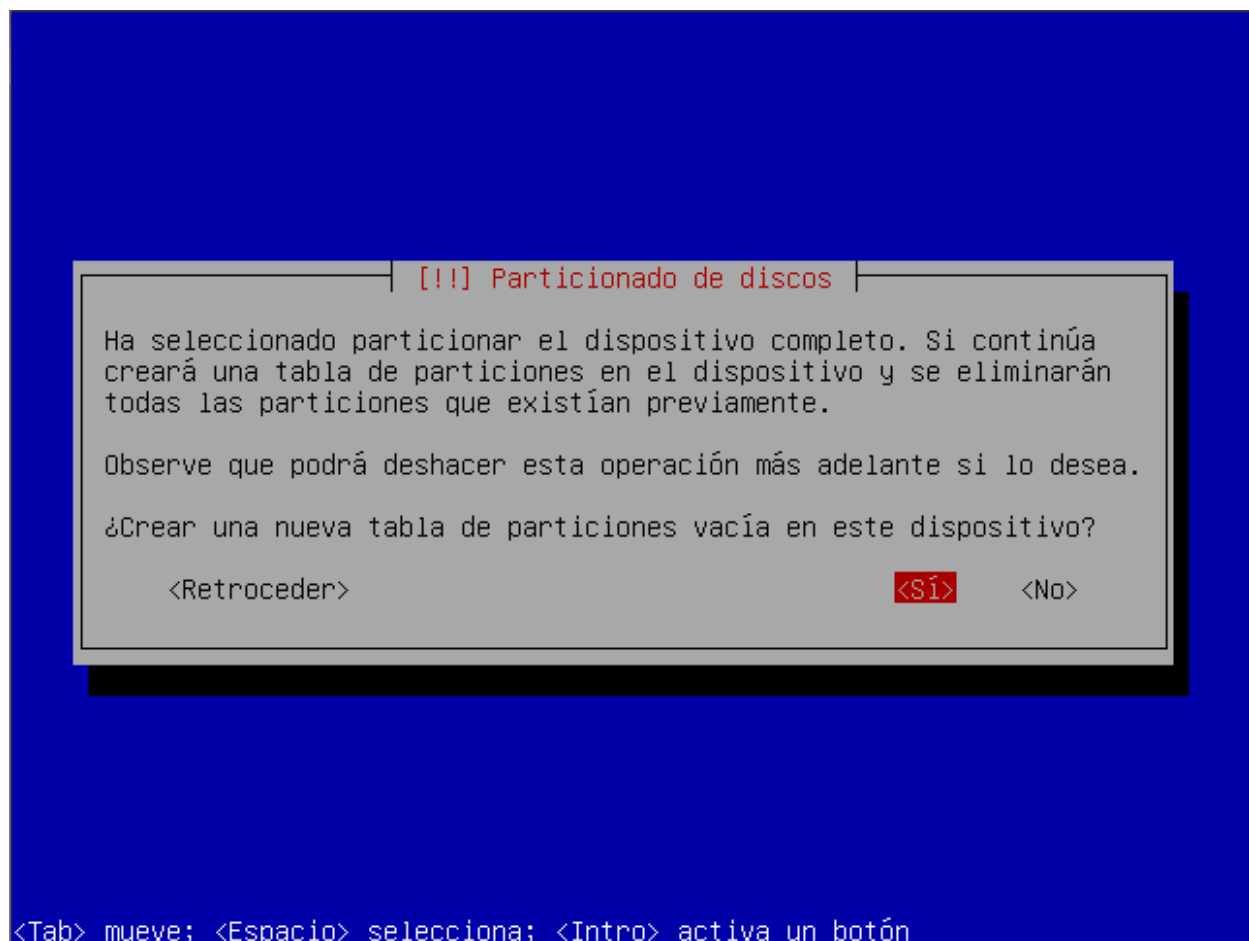 [!!] Particionado de discos
Ha seleccionado particionar el dispositivo completo. Si continúa
creará una tabla de particiones en el dispositivo y se eliminarán
todas las particiones que existían previamente.
Observe que podrá deshacer esta operación más adelante si lo desea.
¿Crear una nueva tabla de particiones vacía en este dispositivo?
<Retroceder> <Sí> <No>
<Tab> mueve; <Espacio> selecciona; <Intro> activa un botón